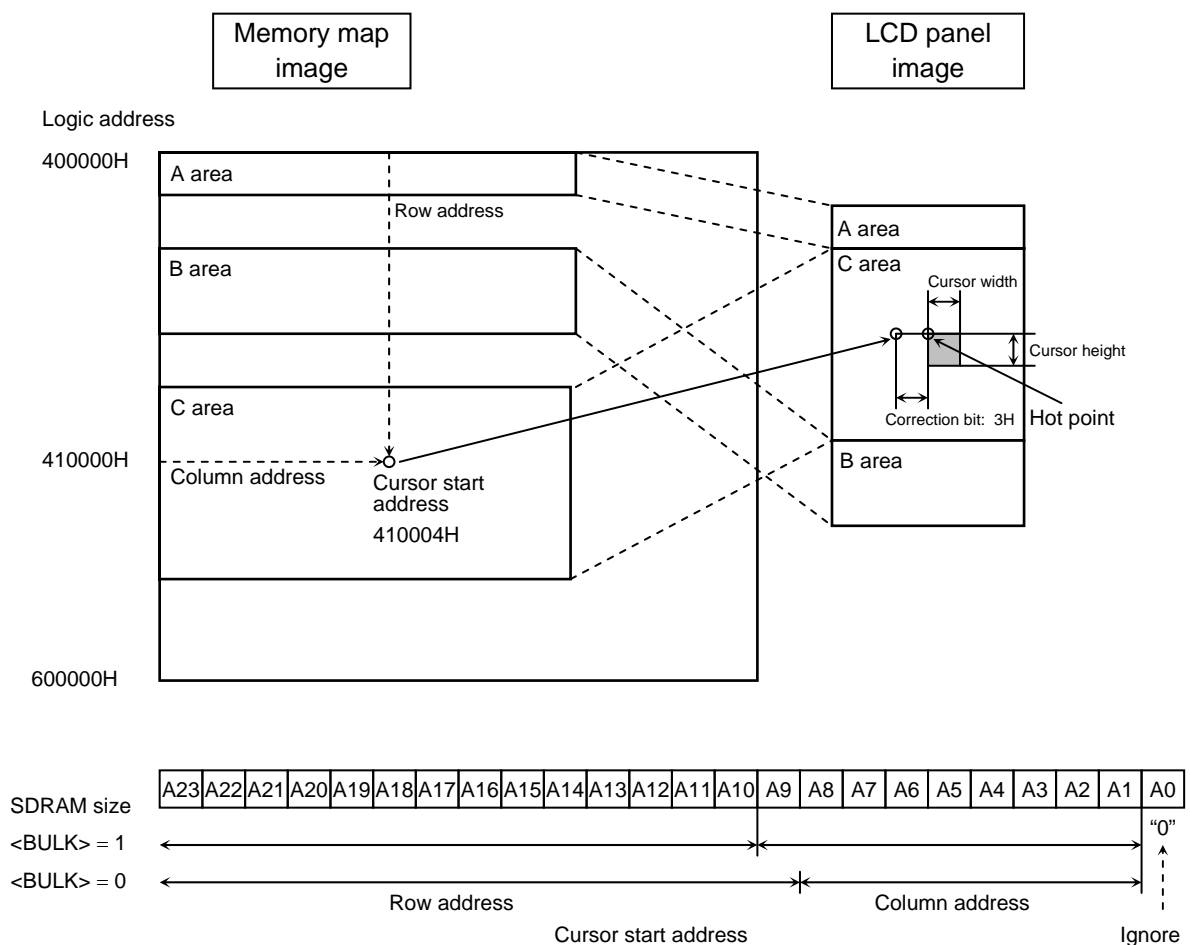 Memory map
image
LCD panel
image
Logic address
400000H
A area
Row address
B area
C area
410000H
Column address
Cursor start
address
410004H
600000H
A area
C area
Cursor width
Cursor height
Correction bit: 3H
Hot point
B area
A23 A22 A21 A20 A19 A18 A17 A16 A15 A14 A13 A12 A11 A10 A9 A8 A7 A6 A5 A4 A3 A2 A1 A0
SDRAM size
<BULK> = 1
"0"
<BULK> = 0
Row address
Column address
Cursor start address
Ignore